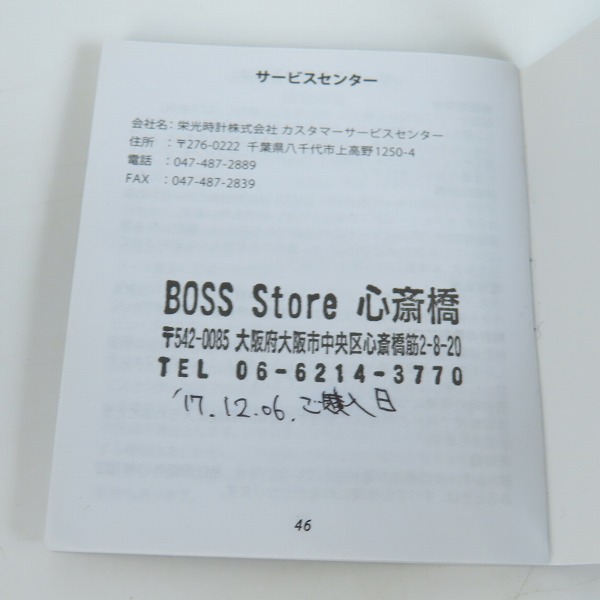 サービスセンター
会社名：栄光時計株式会社 カスタマーサービスセンター
住所　：〒276-0222 千葉県八千代市上高野1250-4
電話　：047-487-2889
FAX　：047-487-2839
BOSS Store 心斎橋
〒542-0085 大阪府大阪市中央区心斎橋筋2-8-20
TEL 06-6214-3770
'17.12.06. ご購入日
46